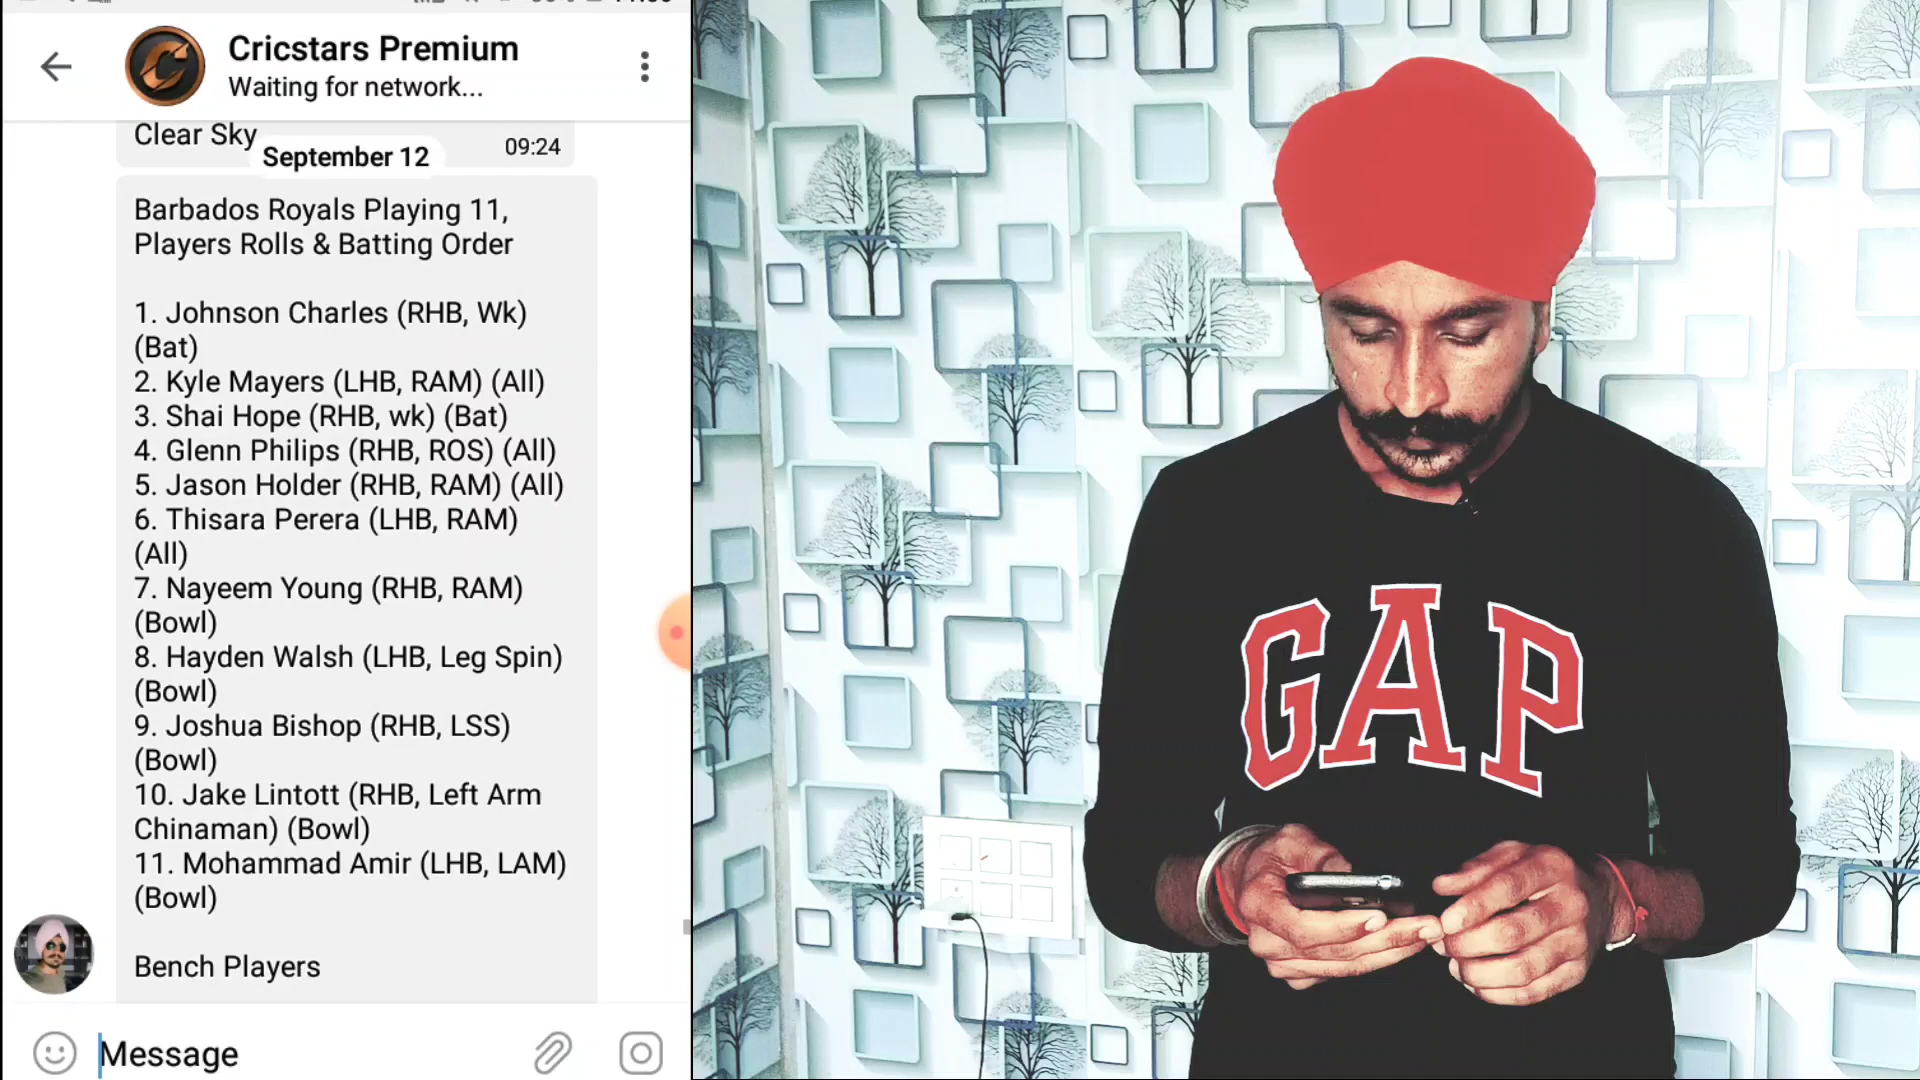 Cricstars Premium
Waiting for network...
Clear Sky
09:24
September 12
Barbados Royals Playing 11,
Players Rolls & Batting Order
1. Johnson Charles (RHB, Wk)
(Bat)
2. Kyle Mayers (LHB, RAM) (All)
3. Shai Hope (RHB, wk) (Bat)
4. Glenn Philips (RHB, ROS) (All)
5. Jason Holder (RHB, RAM) (All)
6. Thisara Perera (LHB, RAM)
(All)
7. Nayeem Young (RHB, RAM)
(Bowl)
8. Hayden Walsh (LHB, Leg Spin)
(Bowl)
9. Joshua Bishop (RHB, LSS)
(Bowl)
10. Jake Lintott (RHB, Left Arm
Chinaman) (Bowl)
11. Mohammad Amir (LHB, LAM)
(Bowl)
Bench Players
Message
GAP